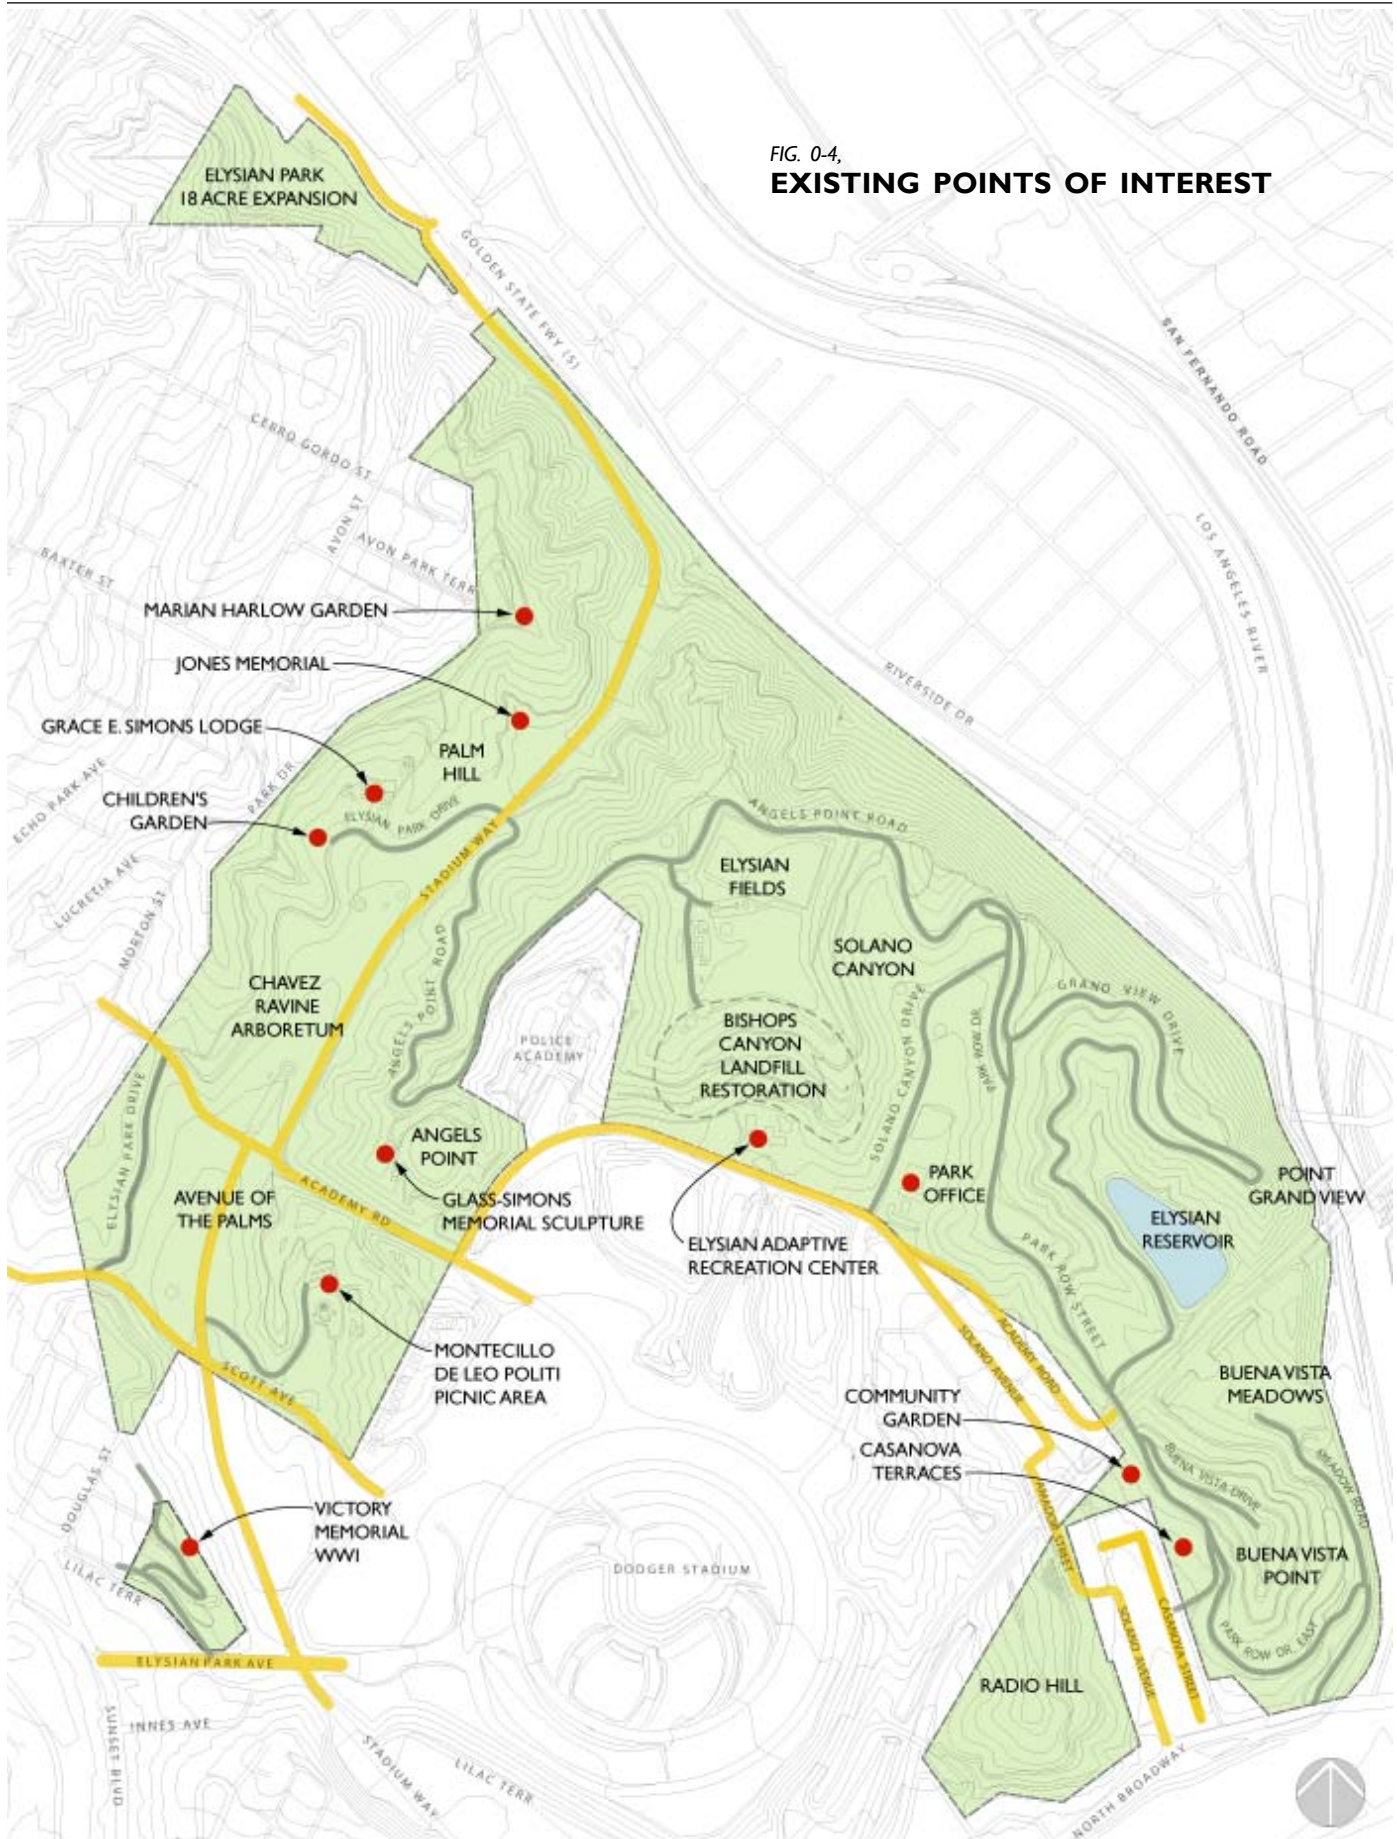 FIG. 0-4,
EXISTING POINTS OF INTEREST
ELYSIAN PARK
18 ACRE EXPANSION
GOLDEN STATE FWY (5)
SAN FERNANDO ROAD
LOS ANGELES RIVER
CERRO GORDO ST
AVON ST
AVON PARK TERR
BAXTER ST
MARIAN HARLOW GARDEN
JONES MEMORIAL
RIVERSIDE DR
GRACE E. SIMONS LODGE
PALM
HILL
ECHO PARK AVE
PARK DR
CHILDREN'S
GARDEN
ELYSIAN PARK DRIVE
ANGELS POINT ROAD
STADIUM WAY
LUCRETIA AVE
MORTON ST
ELYSIAN
FIELDS
ANGELS POINT ROAD
SOLANO
CANYON
CHAVEZ
RAVINE
ARBORETUM
GRAND VIEW DRIVE
POLICE
ACADEMY
BISHOPS
CANYON
LANDFILL
RESTORATION
SOLANO CANYON DRIVE
PARK ROW DR
ELYSIAN PARK DRIVE
ANGELS
POINT
GLASS-SIMONS
MEMORIAL SCULPTURE
AVENUE OF
THE PALMS
ACADEMY RD
PARK
OFFICE
POINT
GRAND VIEW
ELYSIAN
RESERVOIR
ELYSIAN ADAPTIVE
RECREATION CENTER
PARK ROW STREET
MONTECILLO
DE LEO POLITI
PICNIC AREA
SCOTT AVE
SOLANO AVENUE
ACADEMY ROAD
BUENA VISTA
MEADOWS
COMMUNITY
GARDEN
CASANOVA
TERRACES
BUENA VISTA DRIVE
MEADOW ROAD
DOUGLAS ST
VICTORY
MEMORIAL
WWI
AMADOR STREET
BUENA VISTA
POINT
LILAC TERR
DODGER STADIUM
SOLANO AVENUE
CASANOVA STREET
PARK ROW DR. EAST
ELYSIAN PARK AVE
RADIO HILL
INNES AVE
SUNSET BLVD
STADIUM WAY
LILAC TERR
NORTH BROADWAY